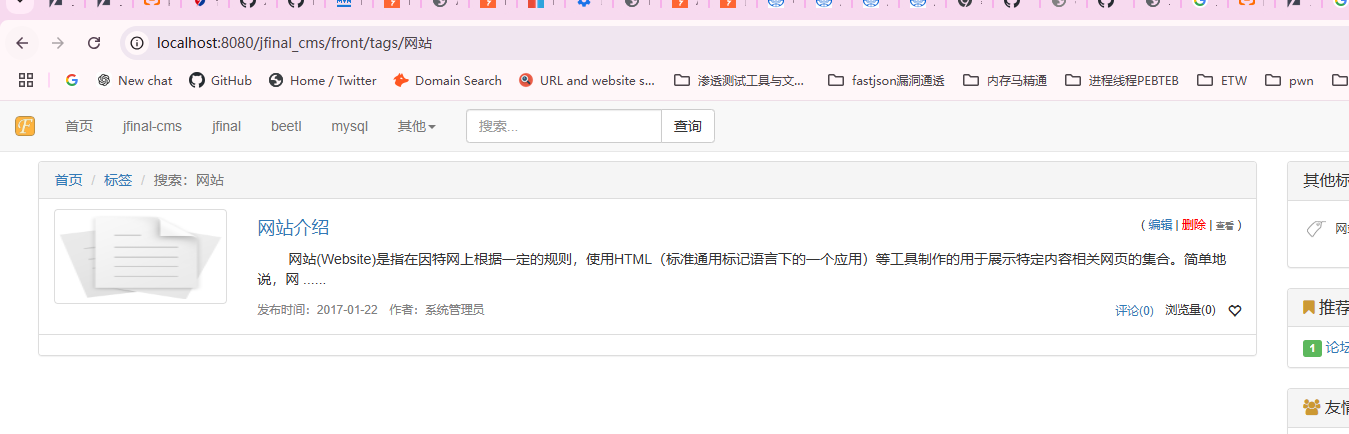 localhost:8080/jfinal_cms/front/tags/网站
New chat GitHub Home / Twitter Domain Search URL and website s... 渗透测试工具与文... fastjson漏洞通透 内存马精通 进程线程PEBTEB ETW pwn
首页 jfinal-cms jfinal beetl mysql 其他 搜索... 查询
首页 / 标签 / 搜索：网站
网站介绍
( 编辑 | 删除 | 查看 )
网站(Website)是指在因特网上根据一定的规则，使用HTML（标准通用标记语言下的一个应用）等工具制作的用于展示特定内容相关网页的集合。简单地
说，网 ......
发布时间：2017-01-22 作者：系统管理员
评论(0) 浏览量(0)
其他标
网
推荐
1 论坛
友情